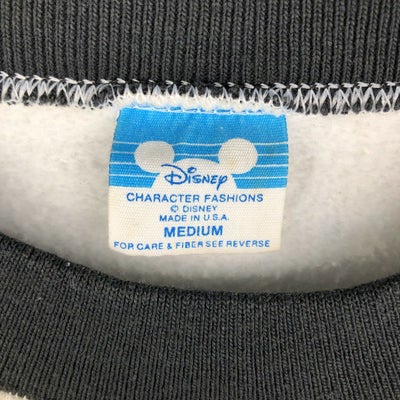 Disney
CHARACTER FASHIONS
© DISNEY
MADE IN U.S.A.
MEDIUM
FOR CARE & FIBER SEE REVERSE